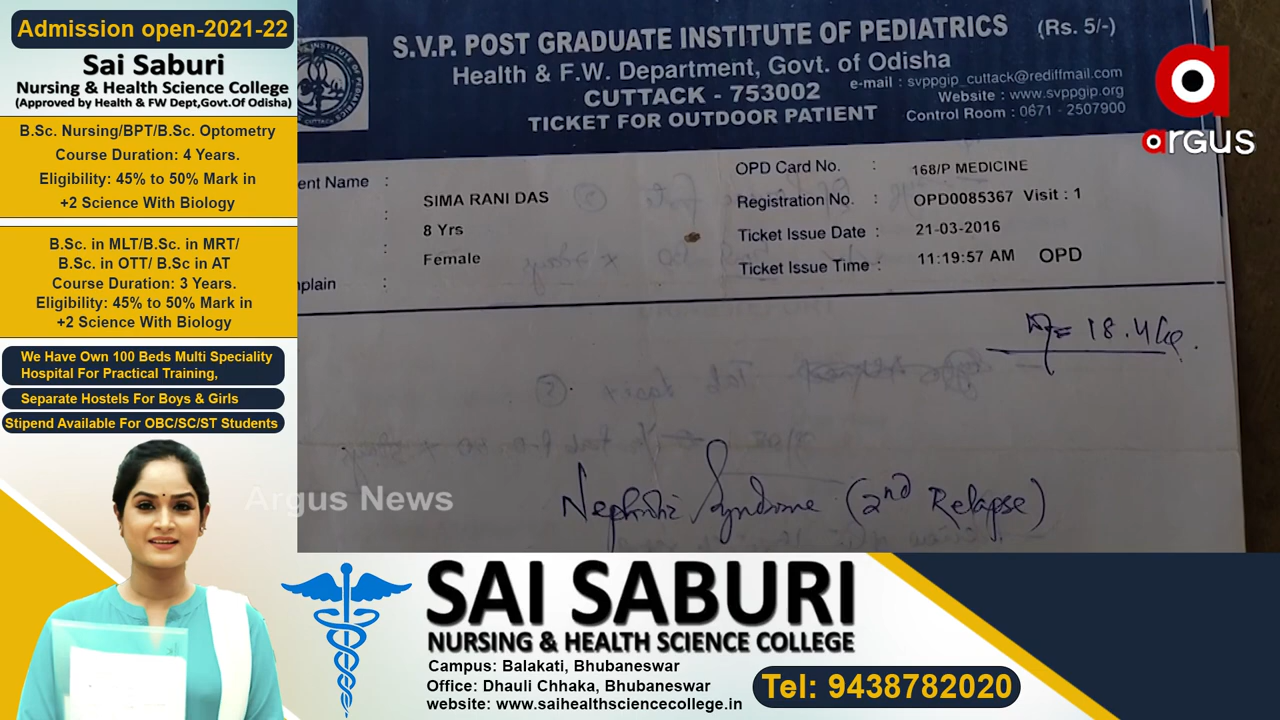 Admission open-2021-22
Sai Saburi
Nursing & Health Science College
(Approved by Health & FW Dept,Govt.Of Odisha)
B.Sc. Nursing/BPT/B.Sc. Optometry
Course Duration: 4 Years.
Eligibility: 45% to 50% Mark in
+2 Science With Biology
B.Sc. in MLT/B.Sc. in MRT/
B.Sc. in OTT/ B.Sc in AT
Course Duration: 3 Years.
Eligibility: 45% to 50% Mark in
+2 Science With Biology
We Have Own 100 Beds Multi Speciality
Hospital For Practical Training,
Separate Hostels For Boys & Girls
Stipend Available For OBC/SC/ST Students
S.V.P. POST GRADUATE INSTITUTE OF PEDIATRICS (Rs. 5/-)
Health & F.W. Department, Govt. of Odisha
CUTTACK - 753002
TICKET FOR OUTDOOR PATIENT
e-mail : svppgip_cuttack@rediffmail.com
Website : www.svppgip.org
Control Room : 0671 - 2507900
argus
ent Name : SIMA RANI DAS
: 8 Yrs
: Female
plain :
OPD Card No. : 168/P MEDICINE
Registration No. : OPD0085367 Visit : 1
Ticket Issue Date : 21-03-2016
Ticket Issue Time : 11:19:57 AM OPD
= 18.4 kg.
Nephrotic Syndrome (2nd Relapse)
Argus News
SAI SABURI
NURSING & HEALTH SCIENCE COLLEGE
Campus: Balakati, Bhubaneswar
Office: Dhauli Chhaka, Bhubaneswar
website: www.saihealthsciencecollege.in
Tel: 9438782020